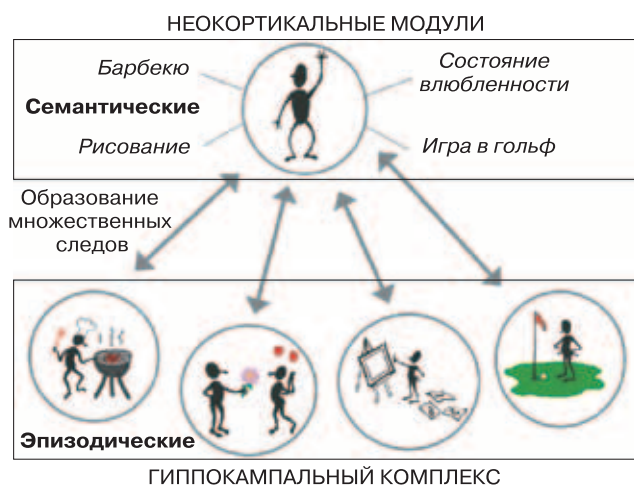 НЕОКОРТИКАЛЬНЫЕ МОДУЛИ
Барбекю
Состояние
влюбленности
Семантические
Рисование
Игра в гольф
Образование
множественных
следов
Эпизодические
ГИППОКАМПАЛЬНЫЙ КОМПЛЕКС